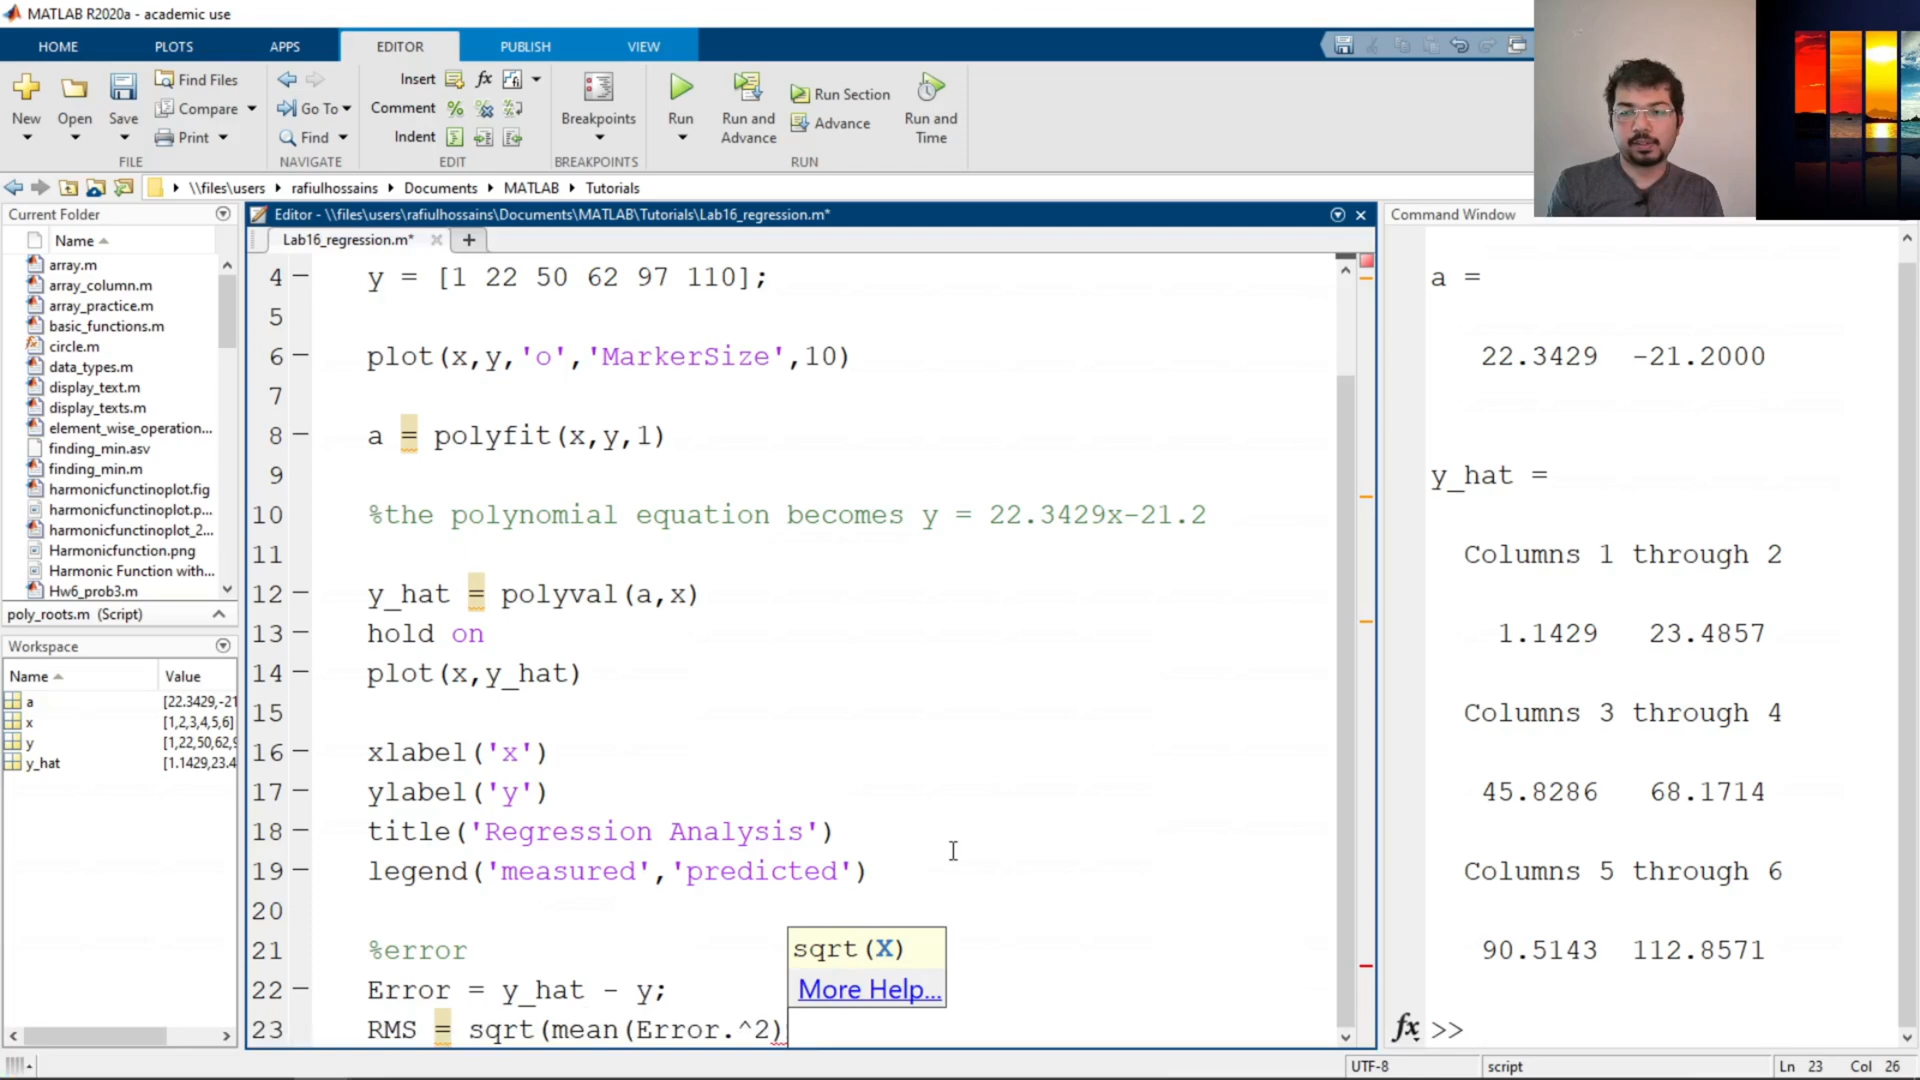 MATLAB R2020a - academic use
HOME PLOTS APPS EDITOR PUBLISH VIEW
New Open Save
Find Files
Compare
Print
FILE
Go To
Find
NAVIGATE
Insert fx
Comment %
Indent
EDIT
Breakpoints
BREAKPOINTS
Run
Run and Advance
Run Section
Advance
Run and Time
RUN
\\files\users rafiulhossains Documents MATLAB Tutorials
Current Folder
Name
array.m
array_column.m
array_practice.m
basic_functions.m
circle.m
data_types.m
display_text.m
display_texts.m
element_wise_operation...
finding_min.asv
finding_min.m
harmonicfunctinoplot.fig
harmonicfunctinoplot.p...
harmonicfunctinoplot_2...
Harmonicfunction.png
Harmonic Function with...
Hw6_prob3.m
poly_roots.m (Script)
Workspace
Name Value
a [22.3429,-21
x [1,2,3,4,5,6]
y [1,22,50,62,9
y_hat [1.1429,23.4
Editor - \\files\users\rafiulhossains\Documents\MATLAB\Tutorials\Lab16_regression.m*
Lab16_regression.m* +
4 – y = [1 22 50 62 97 110];
5
6 – plot(x,y,'o','MarkerSize',10)
7
8 – a = polyfit(x,y,1)
9
10 %the polynomial equation becomes y = 22.3429x-21.2
11
12 – y_hat = polyval(a,x)
13 – hold on
14 – plot(x,y_hat)
15
16 – xlabel('x')
17 – ylabel('y')
18 – title('Regression Analysis')
19 – legend('measured','predicted')
20
21 %error
22 – Error = y_hat - y;
23 RMS = sqrt(mean(Error.^2)
sqrt(X)
More Help...
Command Window
a =
22.3429 -21.2000
y_hat =
Columns 1 through 2
1.1429 23.4857
Columns 3 through 4
45.8286 68.1714
Columns 5 through 6
90.5143 112.8571
fx >>
UTF-8 script Ln 23 Col 26